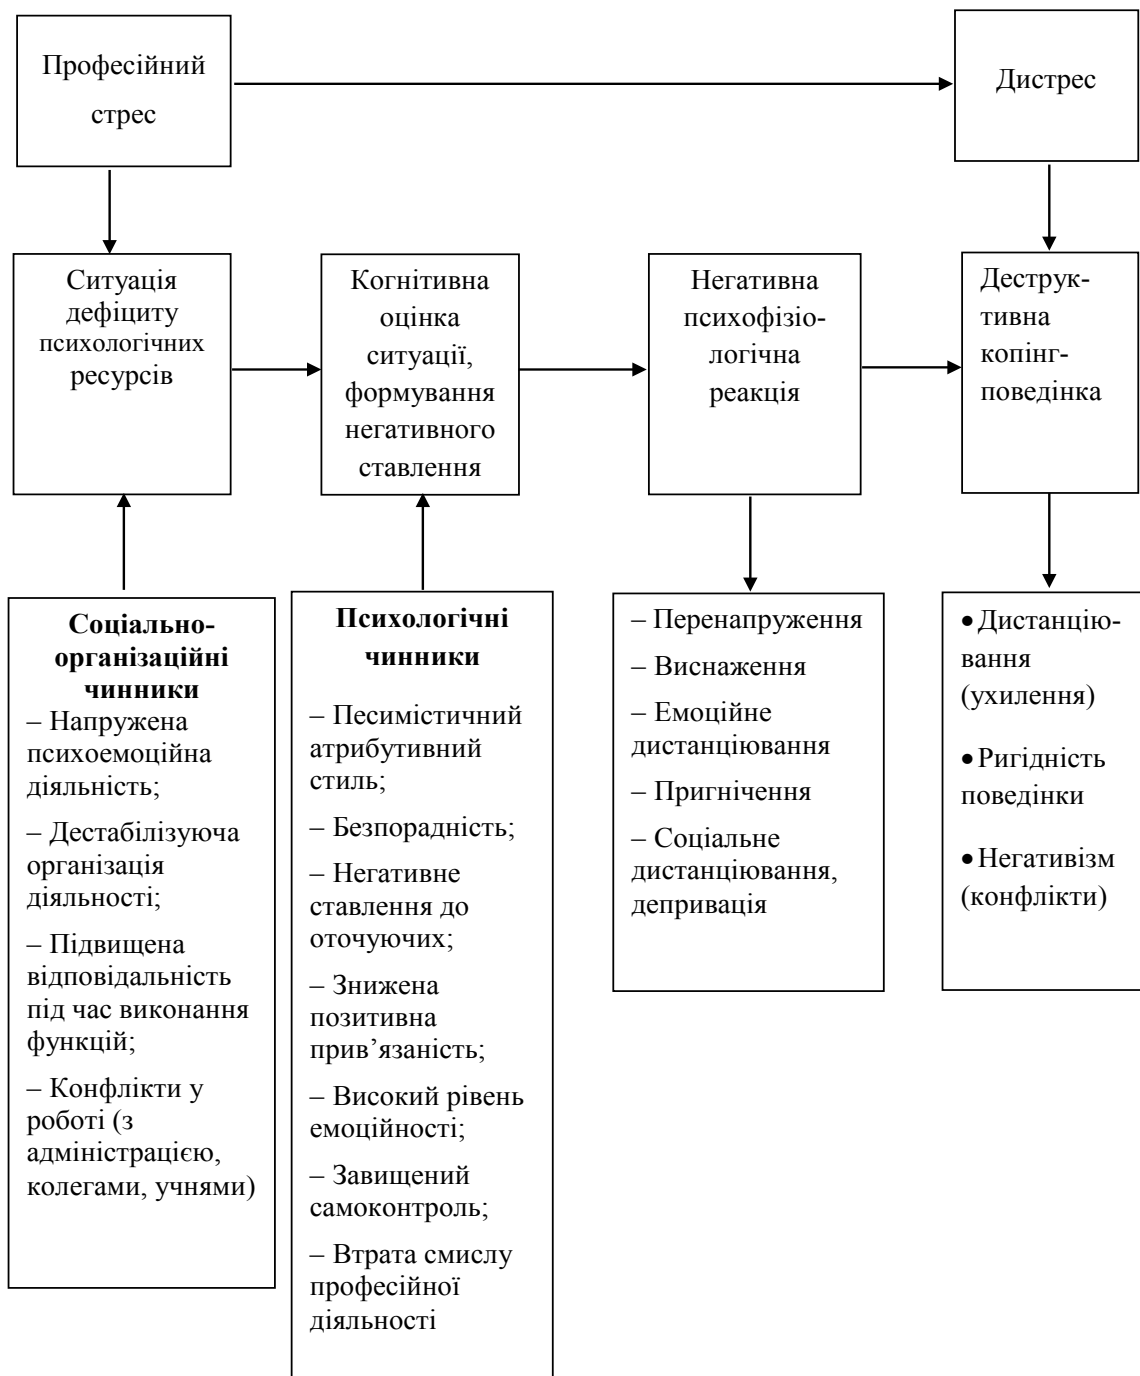 Професійний
стрес
Дистрес
Ситуація
дефіциту
психологічних
ресурсів
Когнітивна
оцінка
ситуації,
формування
негативного
ставлення
Негативна
психофізіо-
логічна
реакція
Деструк-
тивна
копінг-
поведінка
Соціально-
організаційні
чинники
– Напружена
психоемоційна
діяльність;
– Дестабілізуюча
організація
діяльності;
– Підвищена
відповідальність
під час виконання
функцій;
– Конфлікти у
роботі (з
адміністрацією,
колегами, учнями)
Психологічні
чинники
– Песимістичний
атрибутивний
стиль;
– Безпорадність;
– Негативне
ставлення до
оточуючих;
– Знижена
позитивна
прив’язаність;
– Високий рівень
емоційності;
– Завищений
самоконтроль;
– Втрата смислу
професійної
діяльності
– Перенапруження
– Виснаження
– Емоційне
дистанціювання
– Пригнічення
– Соціальне
дистанціювання,
депривація
• Дистанцію-
вання
(ухилення)
• Ригідність
поведінки
• Негативізм
(конфлікти)